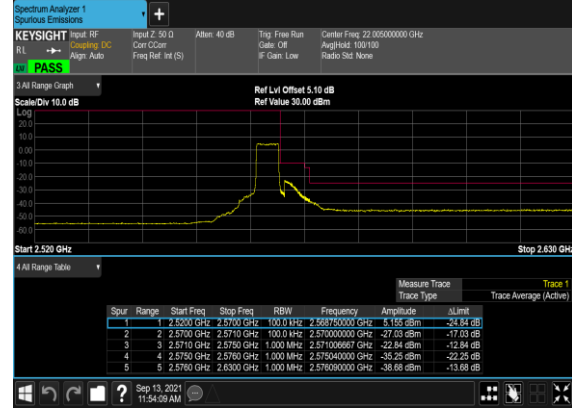 Spectrum Analyzer 1
Spurious Emissions
+
KEYSIGHT Input: RF Input Z: 50 Ω Atten: 40 dB Trig: Free Run Center Freq: 22.005000000 GHz
RL Coupling: DC Corr CCorr Gate: Off Avg|Hold: 100/100
Align: Auto Freq Ref: Int (S) IF Gain: Low Radio Std: None
LXI PASS
3 All Range Graph
Ref Lvl Offset 5.10 dB
Scale/Div 10.0 dB Ref Value 30.00 dBm
Log
20.0
10.0
0.00
-10.0
-20.0
-30.0
-40.0
-50.0
-60.0
Start 2.520 GHz Stop 2.630 GHz
4 All Range Table
Measure Trace Trace 1
Trace Type Trace Average (Active)
Spur Range Start Freq Stop Freq RBW Frequency Amplitude ΔLimit
1 1 2.5200 GHz 2.5700 GHz 100.0 kHz 2.568750000 GHz 5.155 dBm -24.84 dB
2 2 2.5700 GHz 2.5710 GHz 100.0 kHz 2.570000000 GHz -27.03 dBm -17.03 dB
3 3 2.5710 GHz 2.5750 GHz 1.000 MHz 2.571006667 GHz -22.84 dBm -12.84 dB
4 4 2.5750 GHz 2.5760 GHz 1.000 MHz 2.575040000 GHz -35.25 dBm -22.25 dB
5 5 2.5760 GHz 2.6300 GHz 1.000 MHz 2.576090000 GHz -38.68 dBm -13.68 dB
? Sep 13, 2021
11:54:09 AM